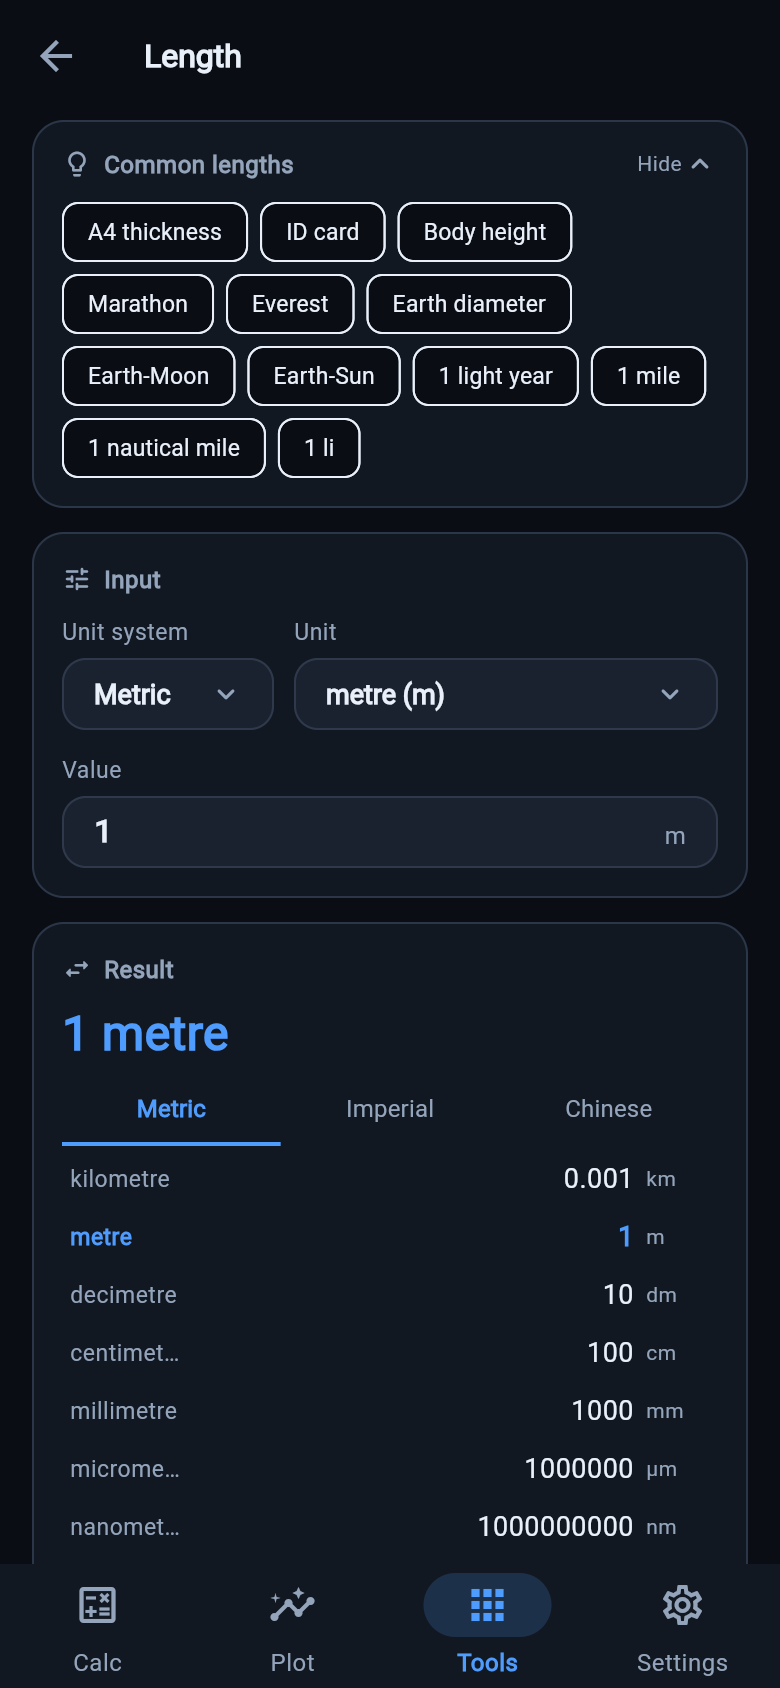 Length
Common lengths
Hide
A4 thickness
ID card
Body height
Marathon
Everest
Earth diameter
Earth-Moon
Earth-Sun
1 light year
1 mile
1 nautical mile
1 li
Input
Unit system
Unit
Metric
metre (m)
Value
1 m
Result
1 metre
Metric
Imperial
Chinese
kilometre 0.001 km
metre 1 m
decimetre 10 dm
centimet... 100 cm
millimetre 1000 mm
microme... 1000000 μm
nanomet... 1000000000 nm
Calc
Plot
Tools
Settings